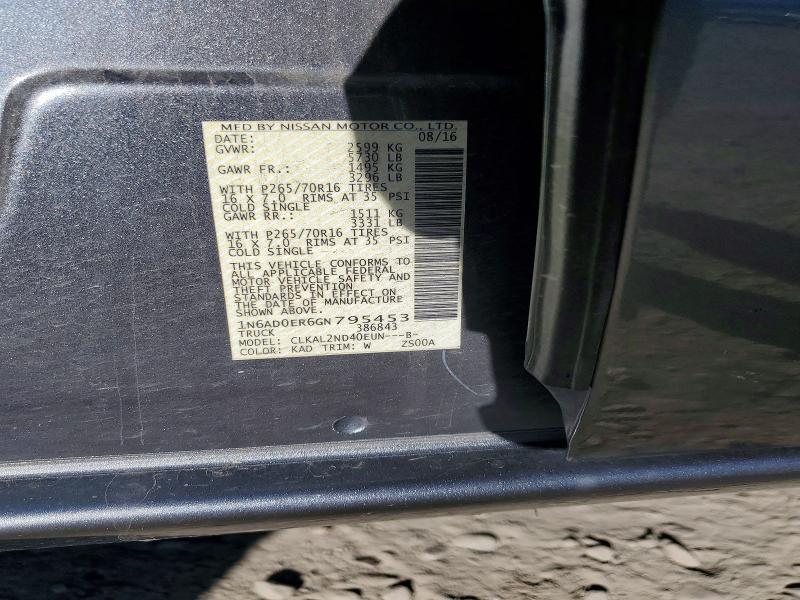 MFD BY NISSAN MOTOR CO., LTD.
DATE: 08/16
GVWR: 2599 KG
5730 LB
GAWR FR.: 1495 KG
3296 LB
WITH P265/70R16 TIRES
16 X 7.0 RIMS AT 35 PSI
COLD SINGLE
GAWR RR.: 1511 KG
3331 LB
WITH P265/70R16 TIRES
16 X 7.0 RIMS AT 35 PSI
COLD SINGLE
THIS VEHICLE CONFORMS TO
ALL APPLICABLE FEDERAL
MOTOR VEHICLE SAFETY AND
THEFT PREVENTION
STANDARDS IN EFFECT ON
THE DATE OF MANUFACTURE
SHOWN ABOVE.
1N6AD0ER6GN795453
TRUCK 386843
MODEL: CLKAL2ND40EUN---B-
COLOR: KAD TRIM: W ZS00A